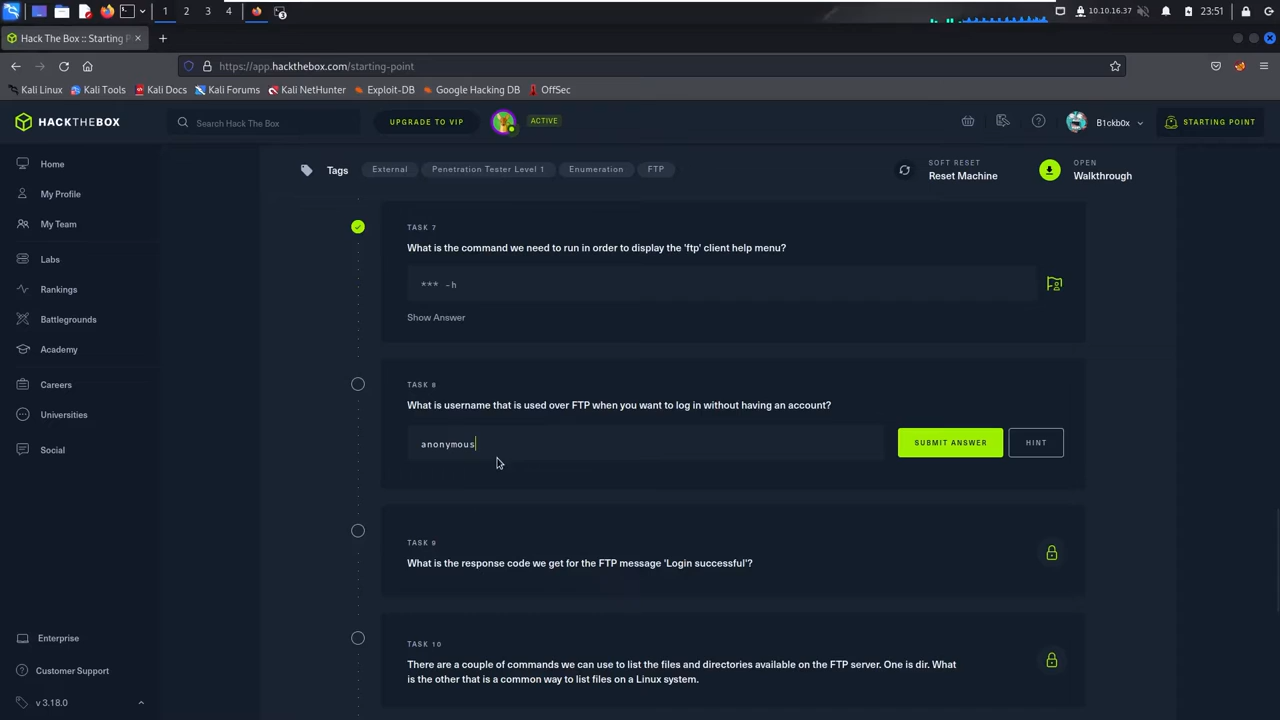 1 2 3 4 3 10.10.16.37 23:51
Hack The Box :: Starting P
https://app.hackthebox.com/starting-point
Kali Linux Kali Tools Kali Docs Kali Forums Kali NetHunter Exploit-DB Google Hacking DB OffSec
HACKTHEBOX Search Hack The Box UPGRADE TO VIP ACTIVE B1ckb0x STARTING POINT
Home
My Profile
My Team
Labs
Rankings
Battlegrounds
Academy
Careers
Universities
Social
Enterprise
Customer Support
v 3.18.0
Tags External Penetration Tester Level 1 Enumeration FTP
SOFT RESET
Reset Machine
OPEN
Walkthrough
TASK 7
What is the command we need to run in order to display the 'ftp' client help menu?
*** -h
Show Answer
TASK 8
What is username that is used over FTP when you want to log in without having an account?
anonymous SUBMIT ANSWER HINT
TASK 9
What is the response code we get for the FTP message 'Login successful'?
TASK 10
There are a couple of commands we can use to list the files and directories available on the FTP server. One is dir. What
is the other that is a common way to list files on a Linux system.